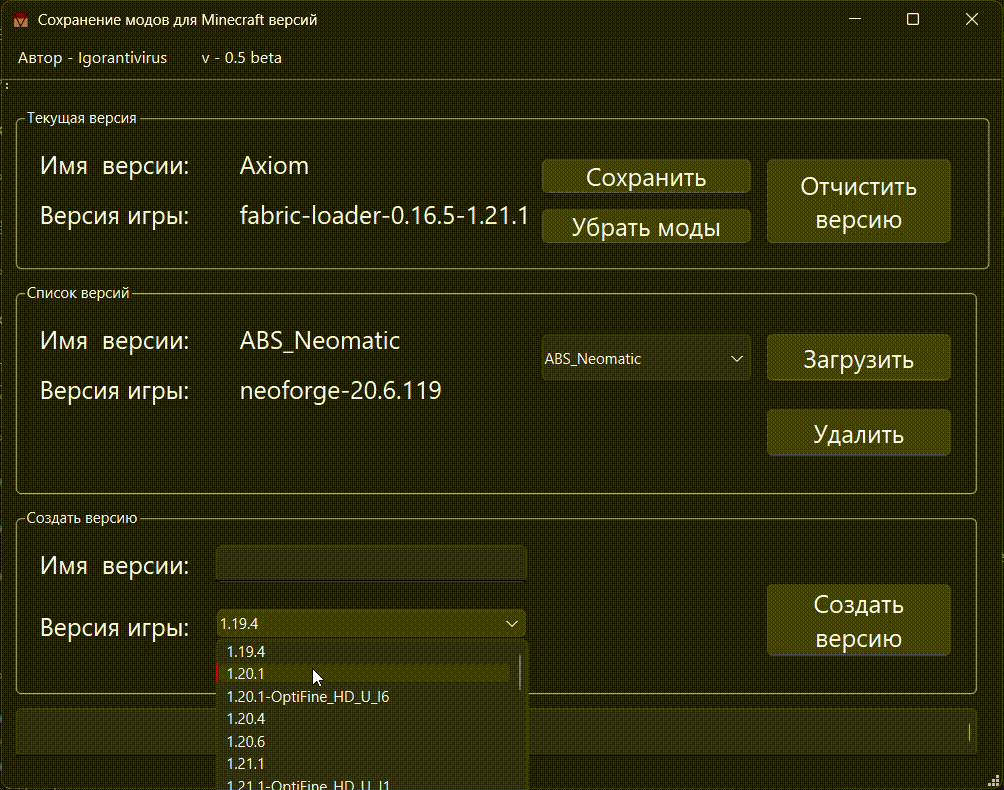 Сохранение модов для Minecraft версий
Автор - Igorantivirus v - 0.5 beta
Текущая версия
Имя версии: Axiom
Версия игры: fabric-loader-0.16.5-1.21.1
Сохранить
Убрать моды
Отчистить
версию
Список версий
Имя версии: ABS_Neomatic
Версия игры: neoforge-20.6.119
ABS_Neomatic
Загрузить
Удалить
Создать версию
Имя версии:
Версия игры: 1.19.4
1.19.4
1.20.1
1.20.1-OptiFine_HD_U_I6
1.20.4
1.20.6
1.21.1
1.21.1-OptiFine_HD_U_J1
Создать
версию